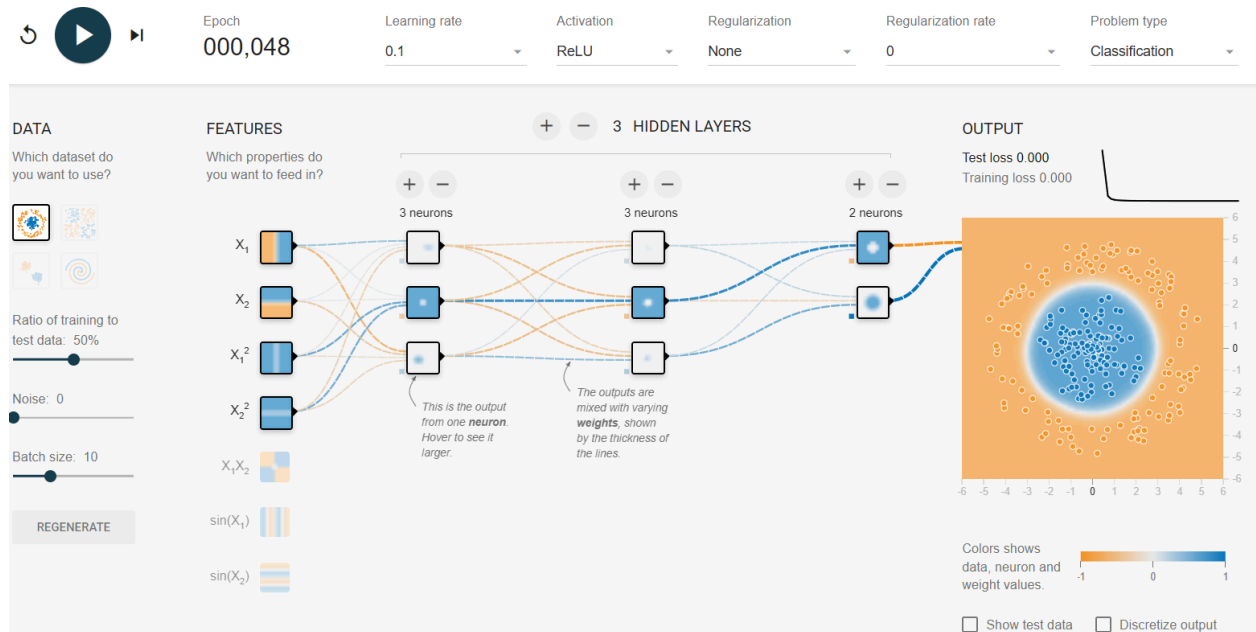 Epoch
000,048
Learning rate
0.1
Activation
ReLU
Regularization
None
Regularization rate
0
Problem type
Classification
DATA
Which dataset do
you want to use?
Ratio of training to
test data: 50%
Noise: 0
Batch size: 10
REGENERATE
FEATURES
Which properties do
you want to feed in?
X₁
X₂
X₁²
X₂²
X₁X₂
sin(X₁)
sin(X₂)
+ − 3 HIDDEN LAYERS
+ −
3 neurons
+ −
3 neurons
+ −
2 neurons
This is the output
from one neuron.
Hover to see it
larger.
The outputs are
mixed with varying
weights, shown
by the thickness of
the lines.
OUTPUT
Test loss 0.000
Training loss 0.000
6
5
4
3
2
1
0
-1
-2
-3
-4
-5
-6
-6 -5 -4 -3 -2 -1 0 1 2 3 4 5 6
Colors shows
data, neuron and
weight values.
-1 0 1
Show test data
Discretize output